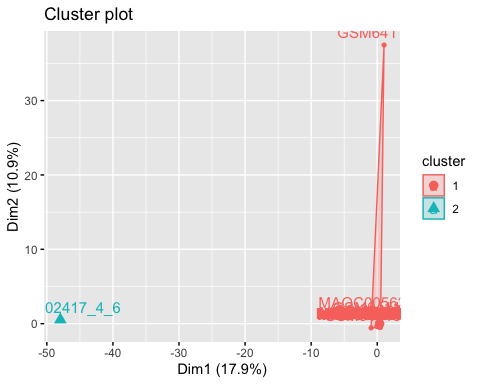 Cluster plot
GSM641
30
20
10
0
Dim2 (10.9%)
02417_4_6
-50
-40
-30
-20
-10
0
Dim1 (17.9%)
cluster
1
2